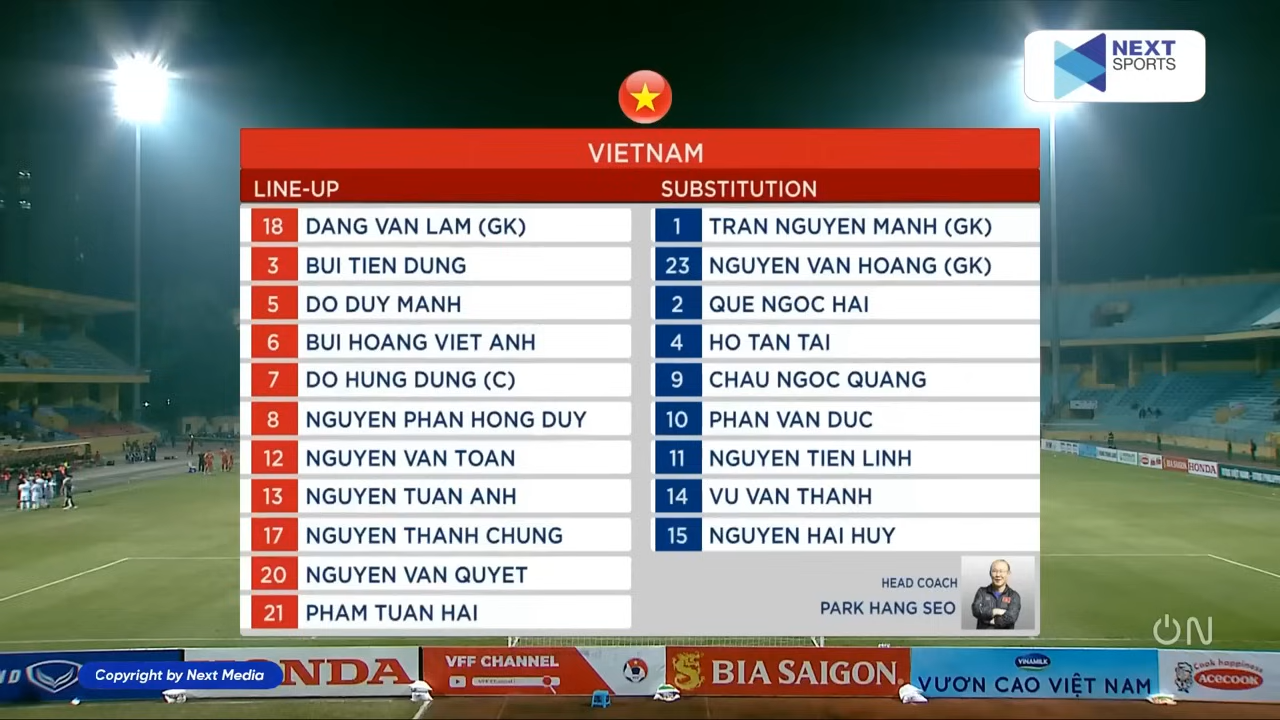 NEXT
SPORTS
VIETNAM
LINE-UP
SUBSTITUTION
18 DANG VAN LAM (GK)
3 BUI TIEN DUNG
5 DO DUY MANH
6 BUI HOANG VIET ANH
7 DO HUNG DUNG (C)
8 NGUYEN PHAN HONG DUY
12 NGUYEN VAN TOAN
13 NGUYEN TUAN ANH
17 NGUYEN THANH CHUNG
20 NGUYEN VAN QUYET
21 PHAM TUAN HAI
1 TRAN NGUYEN MANH (GK)
23 NGUYEN VAN HOANG (GK)
2 QUE NGOC HAI
4 HO TAN TAI
9 CHAU NGOC QUANG
10 PHAN VAN DUC
11 NGUYEN TIEN LINH
14 VU VAN THANH
15 NGUYEN HAI HUY
HEAD COACH
PARK HANG SEO
HONDA
ON
Copyright by Next Media
ONDA
VFF CHANNEL
BIA SAIGON
VINAMILK
VƯƠN CAO VIỆT NAM
Cook happiness
ACECOOK